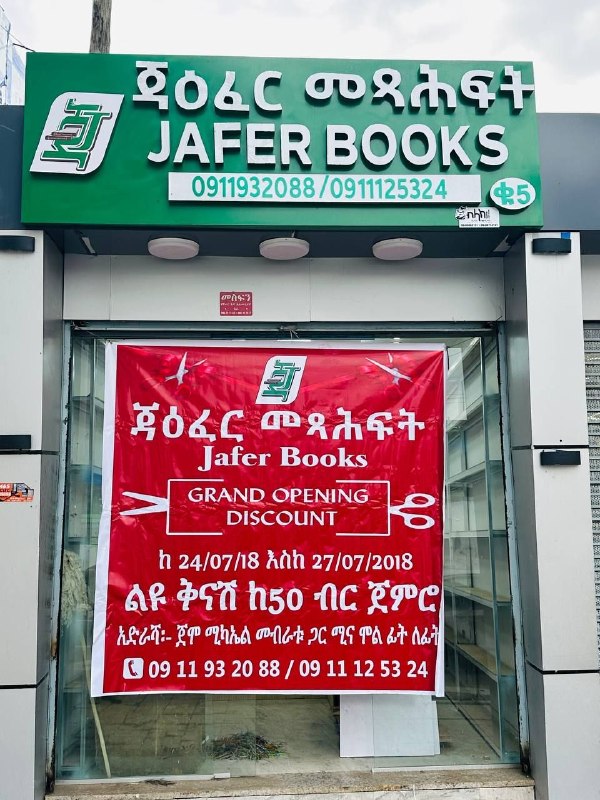 ጃዕፈር መጻሕፍት
JAFER BOOKS
0911932088/0911125324
ቁ5
መስፍን
ጃዕፈር መጻሕፍት
Jafer Books
GRAND OPENING
DISCOUNT
ከ 24/07/18 እስከ 27/07/2018
ልዩ ቅናሽ ከ50 ብር ጀምሮ
አድራሻ፡- ጀሞ ሚካኤል መብራቱ ጋር ሚና ሞል ፊት ለፊት
09 11 93 20 88 / 09 11 12 53 24